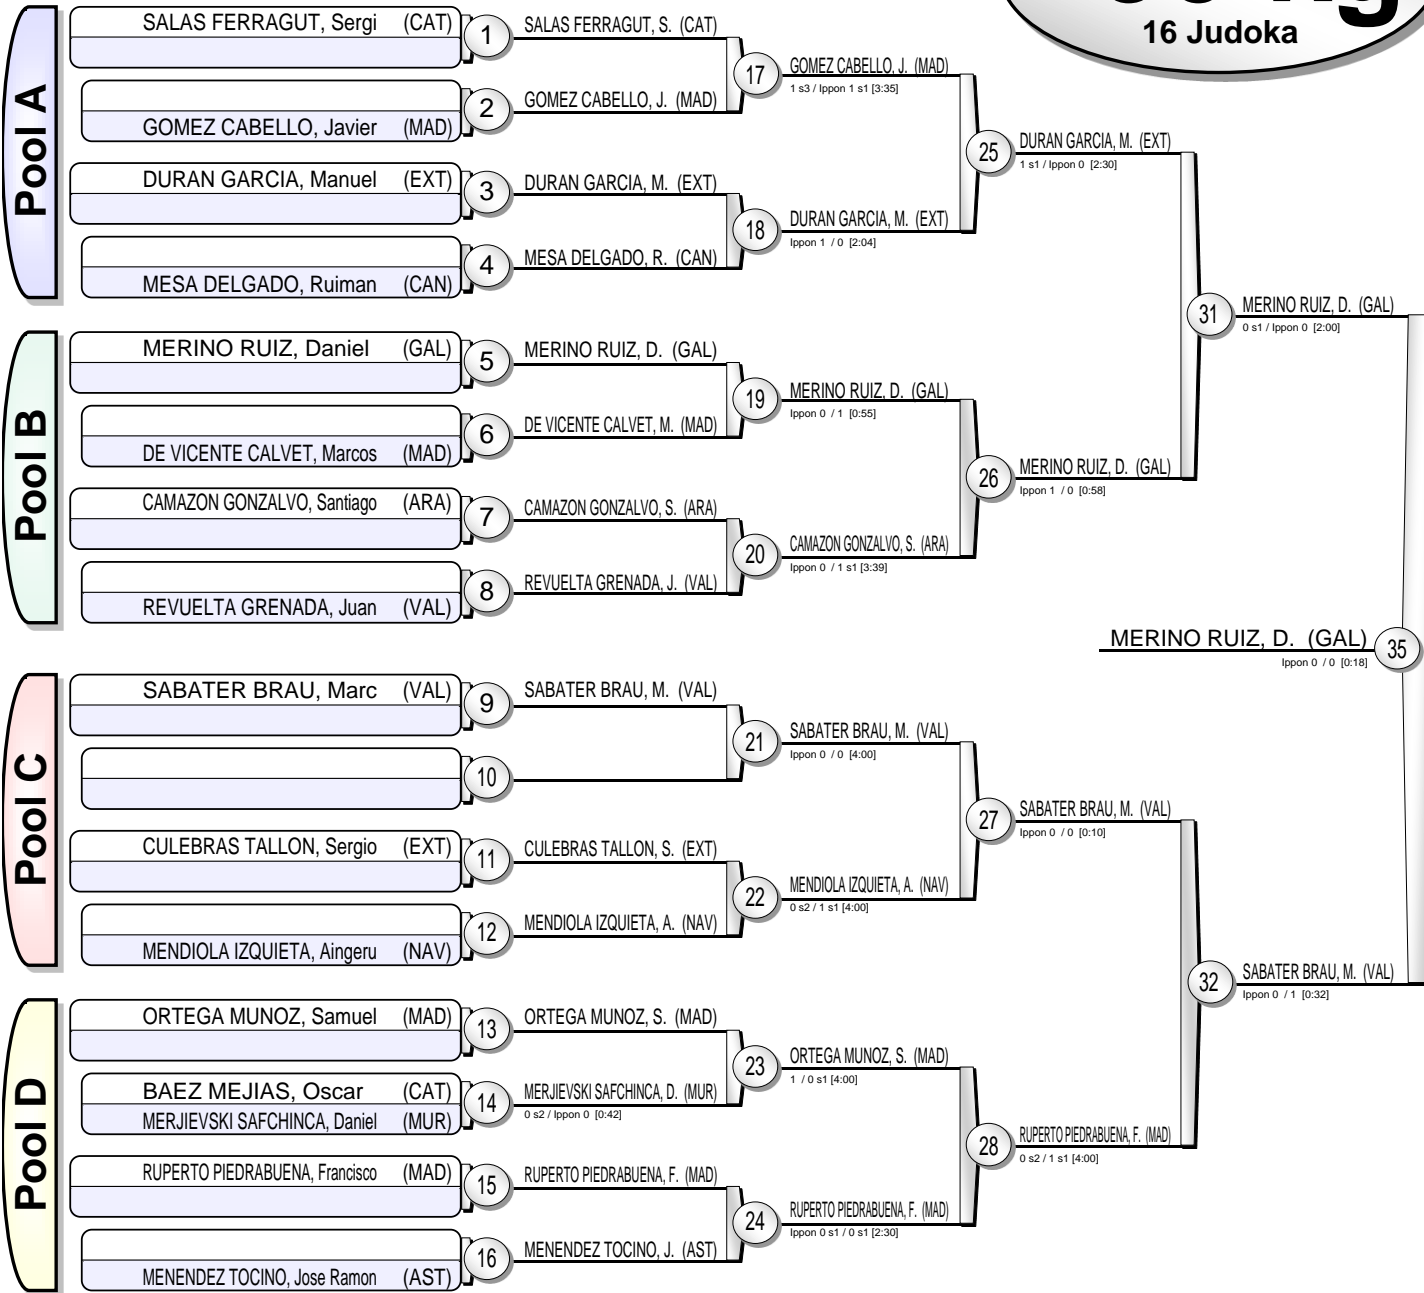 16 Judoka
Pool A
SALAS FERRAGUT, Sergi (CAT)
1
SALAS FERRAGUT, S. (CAT)
17
GOMEZ CABELLO, J. (MAD)
1 s3 / Ippon 1 s1 [3:35]
2
GOMEZ CABELLO, J. (MAD)
GOMEZ CABELLO, Javier (MAD)
25
DURAN GARCIA, M. (EXT)
1 s1 / Ippon 0 [2:30]
DURAN GARCIA, Manuel (EXT)
3
DURAN GARCIA, M. (EXT)
18
DURAN GARCIA, M. (EXT)
Ippon 1 / 0 [2:04]
4
MESA DELGADO, R. (CAN)
MESA DELGADO, Ruiman (CAN)
31
MERINO RUIZ, D. (GAL)
0 s1 / Ippon 0 [2:00]
Pool B
MERINO RUIZ, Daniel (GAL)
5
MERINO RUIZ, D. (GAL)
19
MERINO RUIZ, D. (GAL)
Ippon 0 / 1 [0:55]
6
DE VICENTE CALVET, M. (MAD)
DE VICENTE CALVET, Marcos (MAD)
26
MERINO RUIZ, D. (GAL)
Ippon 1 / 0 [0:58]
CAMAZON GONZALVO, Santiago (ARA)
7
CAMAZON GONZALVO, S. (ARA)
20
CAMAZON GONZALVO, S. (ARA)
Ippon 0 / 1 s1 [3:39]
8
REVUELTA GRENADA, J. (VAL)
REVUELTA GRENADA, Juan (VAL)
MERINO RUIZ, D. (GAL)
35
Ippon 0 / 0 [0:18]
Pool C
SABATER BRAU, Marc (VAL)
9
SABATER BRAU, M. (VAL)
21
SABATER BRAU, M. (VAL)
Ippon 0 / 0 [4:00]
10
27
SABATER BRAU, M. (VAL)
Ippon 0 / 0 [0:10]
CULEBRAS TALLON, Sergio (EXT)
11
CULEBRAS TALLON, S. (EXT)
22
MENDIOLA IZQUIETA, A. (NAV)
0 s2 / 1 s1 [4:00]
12
MENDIOLA IZQUIETA, A. (NAV)
MENDIOLA IZQUIETA, Aingeru (NAV)
32
SABATER BRAU, M. (VAL)
Ippon 0 / 1 [0:32]
Pool D
ORTEGA MUNOZ, Samuel (MAD)
13
ORTEGA MUNOZ, S. (MAD)
23
ORTEGA MUNOZ, S. (MAD)
1 / 0 s1 [4:00]
BAEZ MEJIAS, Oscar (CAT)
14
MERJIEVSKI SAFCHINCA, D. (MUR)
0 s2 / Ippon 0 [0:42]
MERJIEVSKI SAFCHINCA, Daniel (MUR)
28
RUPERTO PIEDRABUENA, F. (MAD)
0 s2 / 1 s1 [4:00]
RUPERTO PIEDRABUENA, Francisco (MAD)
15
RUPERTO PIEDRABUENA, F. (MAD)
24
RUPERTO PIEDRABUENA, F. (MAD)
Ippon 0 s1 / 0 s1 [2:30]
16
MENENDEZ TOCINO, J. (AST)
MENENDEZ TOCINO, Jose Ramon (AST)